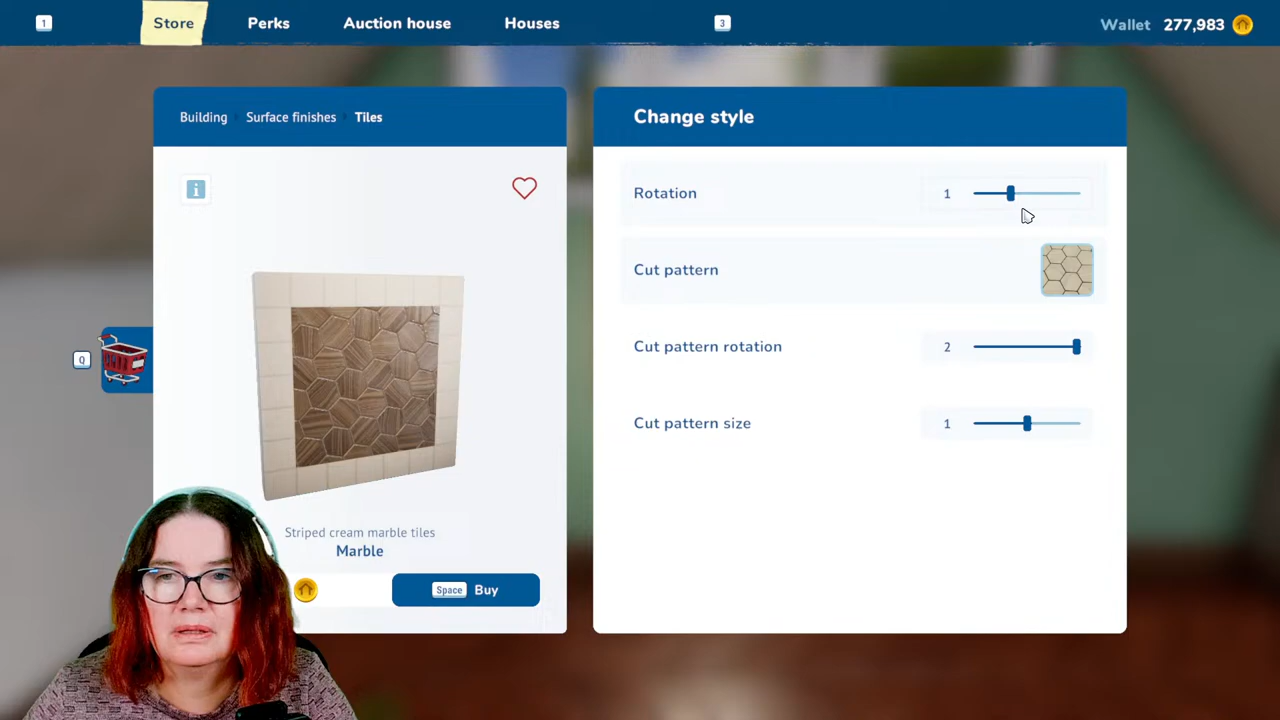 1
Store
Perks
Auction house
Houses
3
Wallet 277,983
Building
Surface finishes
Tiles
Change style
i
Rotation
1
Cut pattern
Cut pattern rotation
2
Q
Cut pattern size
1
Striped cream marble tiles
Marble
Space Buy